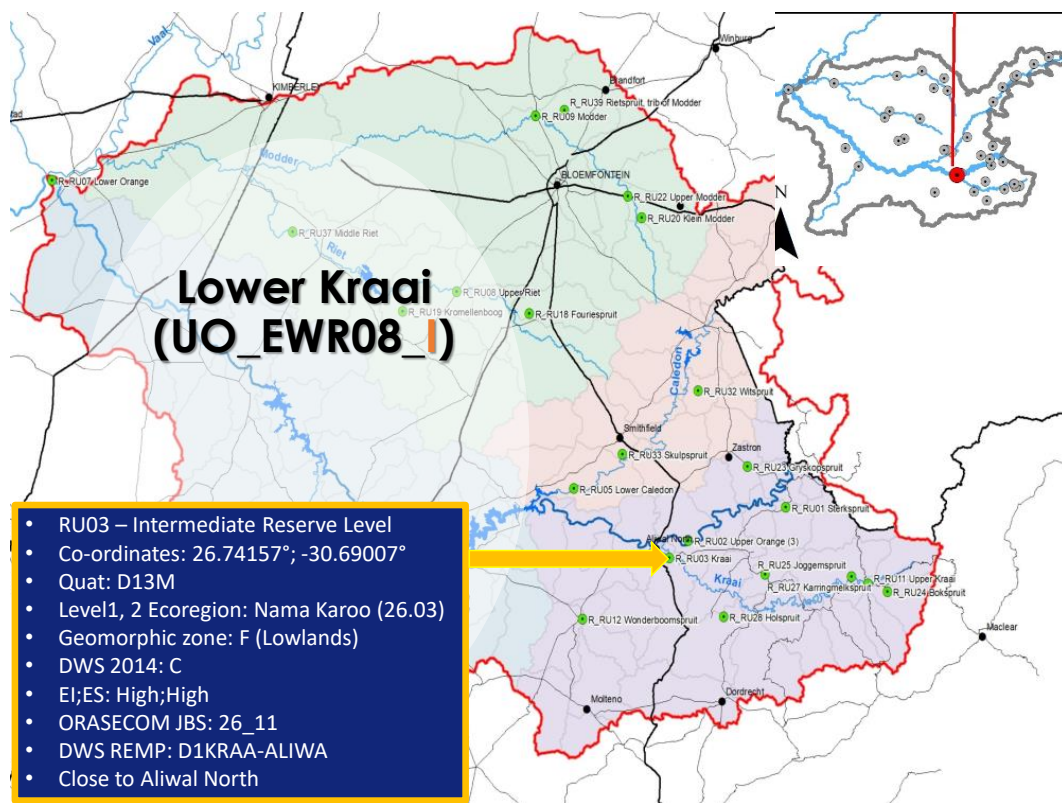 Vaal
Winburg
KIMBERLEY
Brandfort
R_RU39 Rietspruit, trib of Modder
R_RU09 Modder
Modder
BLOEMFONTEIN
R_RU07 Lower Orange
R_RU22 Upper Modder
R_RU20 Klein Modder
N
R_RU37 Middle Riet
Riet
Lower Kraai
(UO_EWR08_I)
R_RU08 Upper Riet
R_RU19 Kromellenboog
R_RU18 Fouriespruit
Caledon
R_RU32 Witspruit
Smithfield
Zastron
R_RU33 Skulpspruit
R_RU23 Gryskopspruit
R_RU05 Lower Caledon
R_RU01 Sterkspruit
Aliwal North
R_RU02 Upper Orange (3)
R_RU03 Kraai
R_RU25 Joggemspruit
Kraai
R_RU27 Karringmelkspruit
R_RU11 Upper Kraai
R_RU24 Bokspruit
R_RU12 Wonderboomspruit
R_RU28 Holspruit
Maclear
Molteno
Dordrecht
• RU03 – Intermediate Reserve Level
• Co-ordinates: 26.74157°; -30.69007°
• Quat: D13M
• Level1, 2 Ecoregion: Nama Karoo (26.03)
• Geomorphic zone: F (Lowlands)
• DWS 2014: C
• EI;ES: High;High
• ORASECOM JBS: 26_11
• DWS REMP: D1KRAA-ALIWA
• Close to Aliwal North